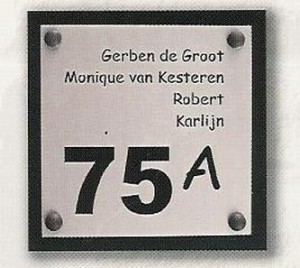 Gerben de Groot
Monique van Kesteren
Robert
Karlijn
75A